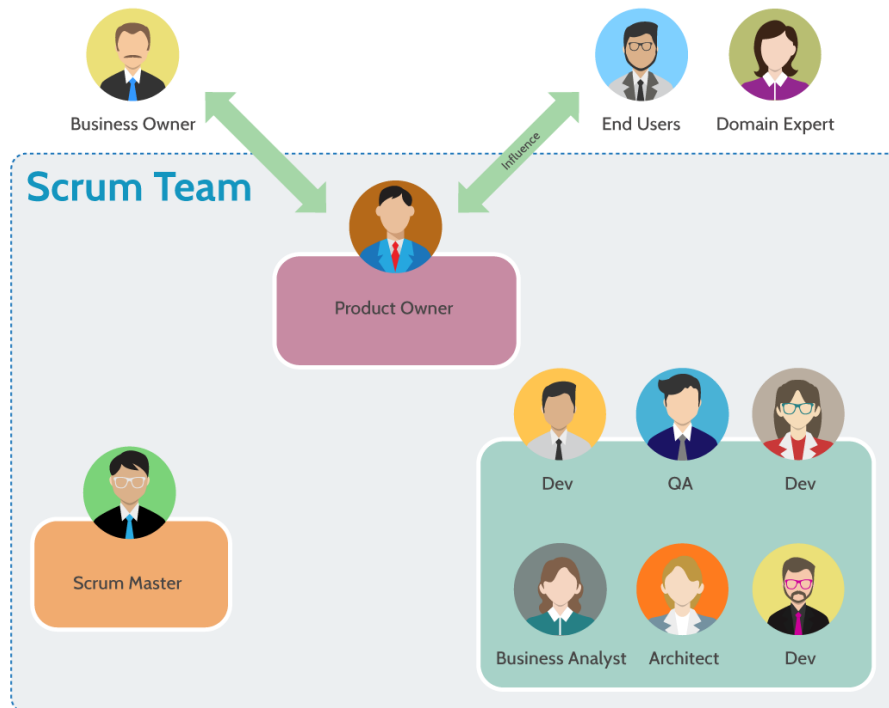 Business Owner
End Users
Domain Expert
Influence
Scrum Team
Product Owner
Dev
QA
Dev
Scrum Master
Business Analyst
Architect
Dev